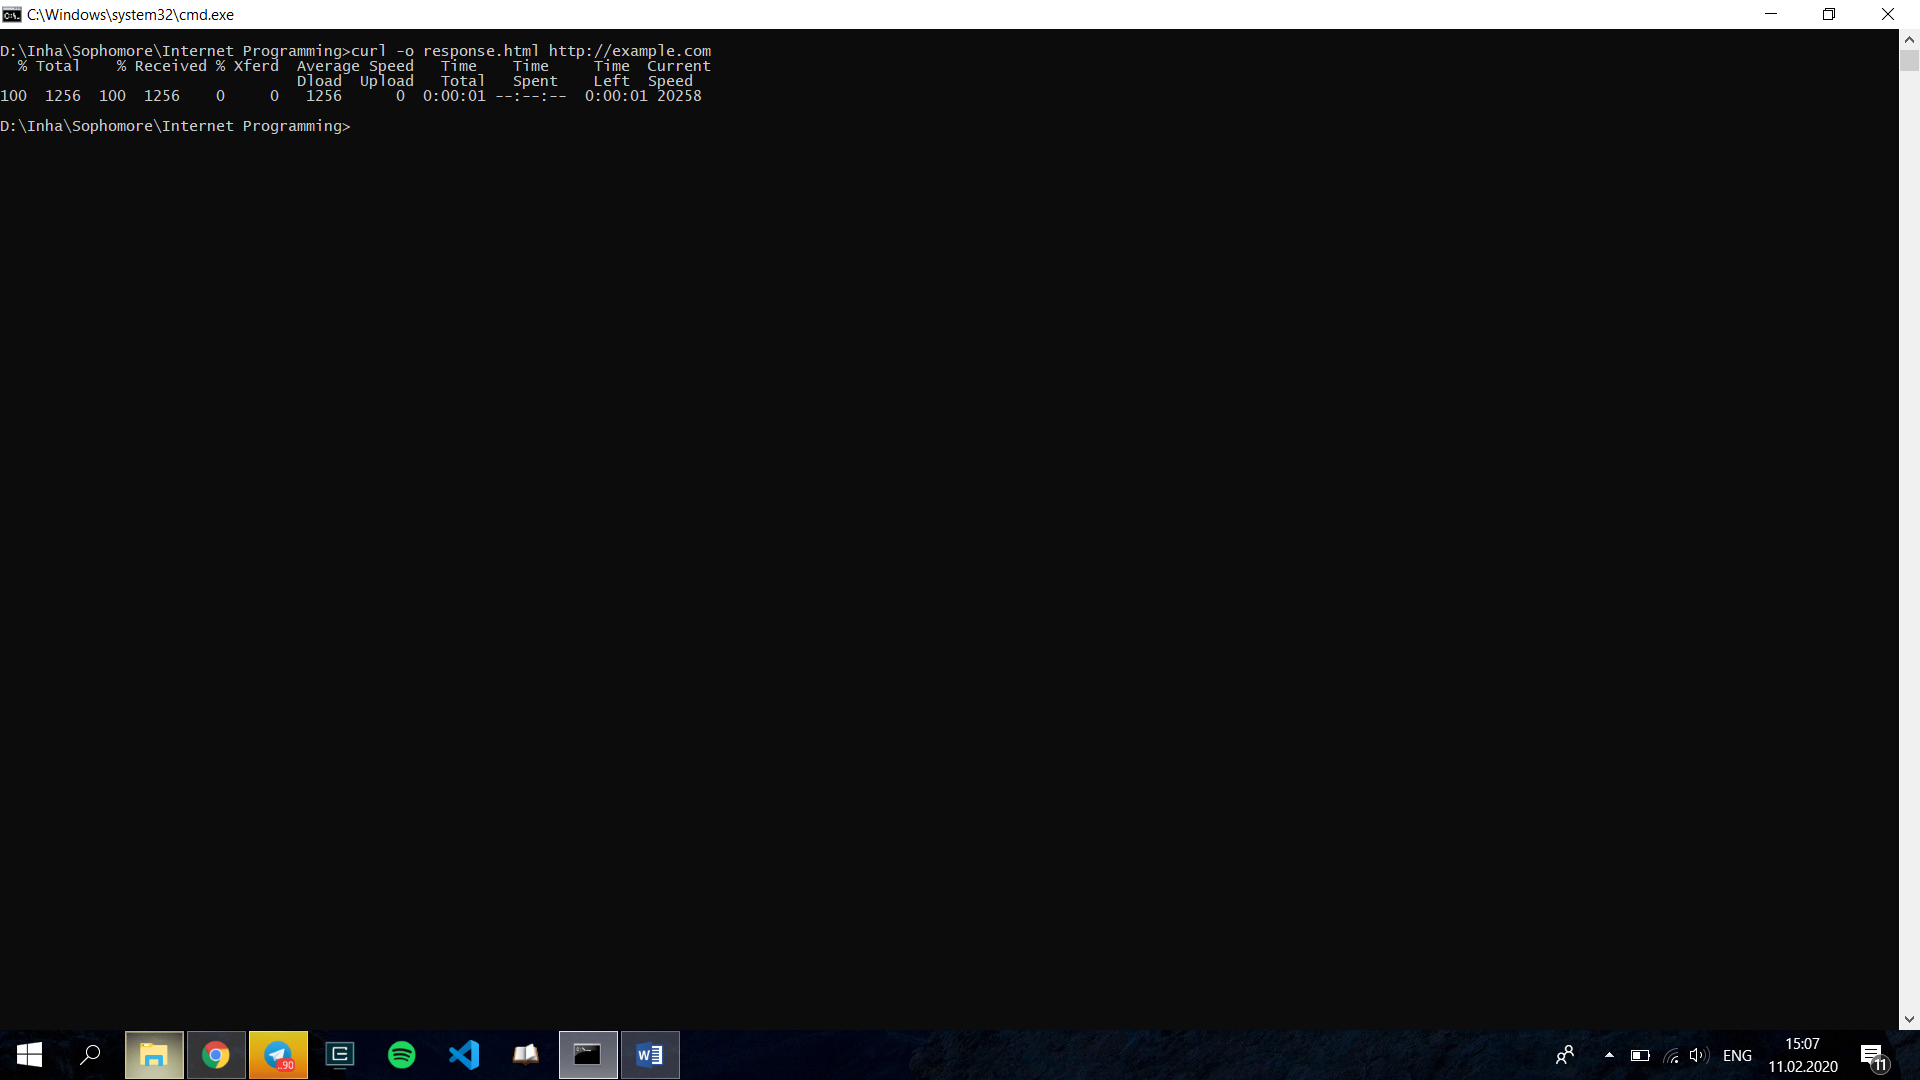 C:\Windows\system32\cmd.exe
D:\Inha\Sophomore\Internet Programming>curl -o response.html http://example.com
  % Total    % Received % Xferd  Average Speed   Time    Time     Time  Current
                                 Dload  Upload   Total   Spent    Left  Speed
100  1256  100  1256    0     0   1256      0  0:00:01 --:--:--  0:00:01 20258
D:\Inha\Sophomore\Internet Programming>
..90
ENG
15:07
11.02.2020
11